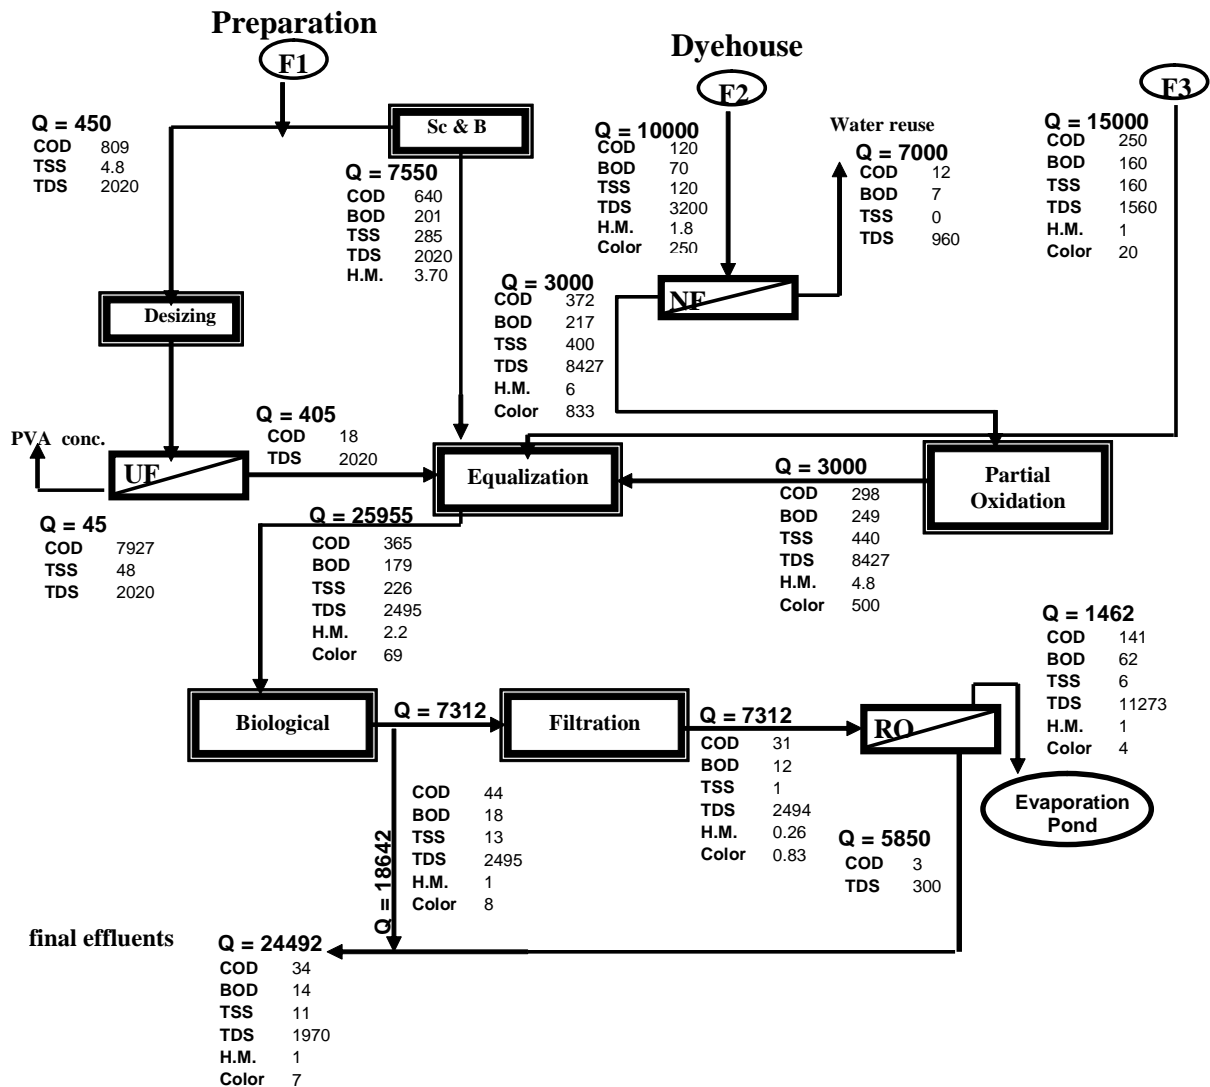 Preparation
F1
Dyehouse
F2
F3
Q = 450
COD 809
TSS 4.8
TDS 2020
Sc & B
Q = 7550
COD 640
BOD 201
TSS 285
TDS 2020
H.M. 3.70
Q = 10000
COD 120
BOD 70
TSS 120
TDS 3200
H.M. 1.8
Color 250
Water reuse
Q = 7000
COD 12
BOD 7
TSS 0
TDS 960
Q = 15000
COD 250
BOD 160
TSS 160
TDS 1560
H.M. 1
Color 20
Desizing
Q = 3000
COD 372
BOD 217
TSS 400
TDS 8427
H.M. 6
Color 833
NF
PVA conc.
UF
Q = 405
COD 18
TDS 2020
Equalization
Q = 3000
COD 298
BOD 249
TSS 440
TDS 8427
H.M. 4.8
Color 500
Partial
Oxidation
Q = 45
COD 7927
TSS 48
TDS 2020
Q = 25955
COD 365
BOD 179
TSS 226
TDS 2495
H.M. 2.2
Color 69
Q = 1462
COD 141
BOD 62
TSS 6
TDS 11273
H.M. 1
Color 4
Biological
Q = 7312
Filtration
Q = 7312
COD 31
BOD 12
TSS 1
TDS 2494
H.M. 0.26
Color 0.83
RO
Evaporation
Pond
COD 44
BOD 18
TSS 13
TDS 2495
H.M. 1
Color 8
Q = 18642
Q = 5850
COD 3
TDS 300
final effluents
Q = 24492
COD 34
BOD 14
TSS 11
TDS 1970
H.M. 1
Color 7